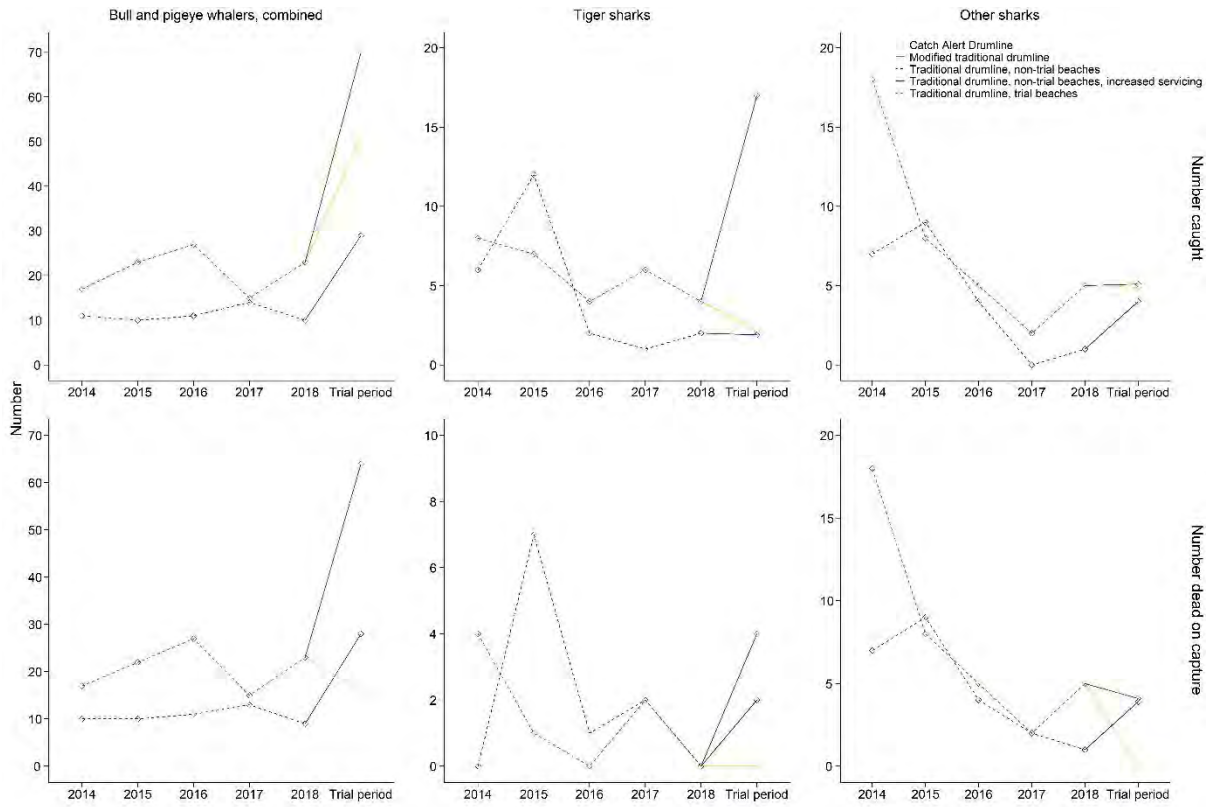 Bull and pigeye whalers, combined
Tiger sharks
Other sharks
70
60
50
40
30
20
10
0
2014 2015 2016 2017 2018 Trial period
20
15
10
5
0
2014 2015 2016 2017 2018 Trial period
20
15
10
5
0
Catch Alert Drumline
Modified traditional drumline
Traditional drumline, non-trial beaches
Traditional drumline, non-trial beaches, increased servicing
Traditional drumline, trial beaches
2014 2015 2016 2017 2018 Trial period
Number caught
Number
70
60
50
40
30
20
10
0
2014 2015 2016 2017 2018 Trial period
10
8
6
4
2
0
2014 2015 2016 2017 2018 Trial period
20
15
10
5
0
2014 2015 2016 2017 2018 Trial period
Number dead on capture